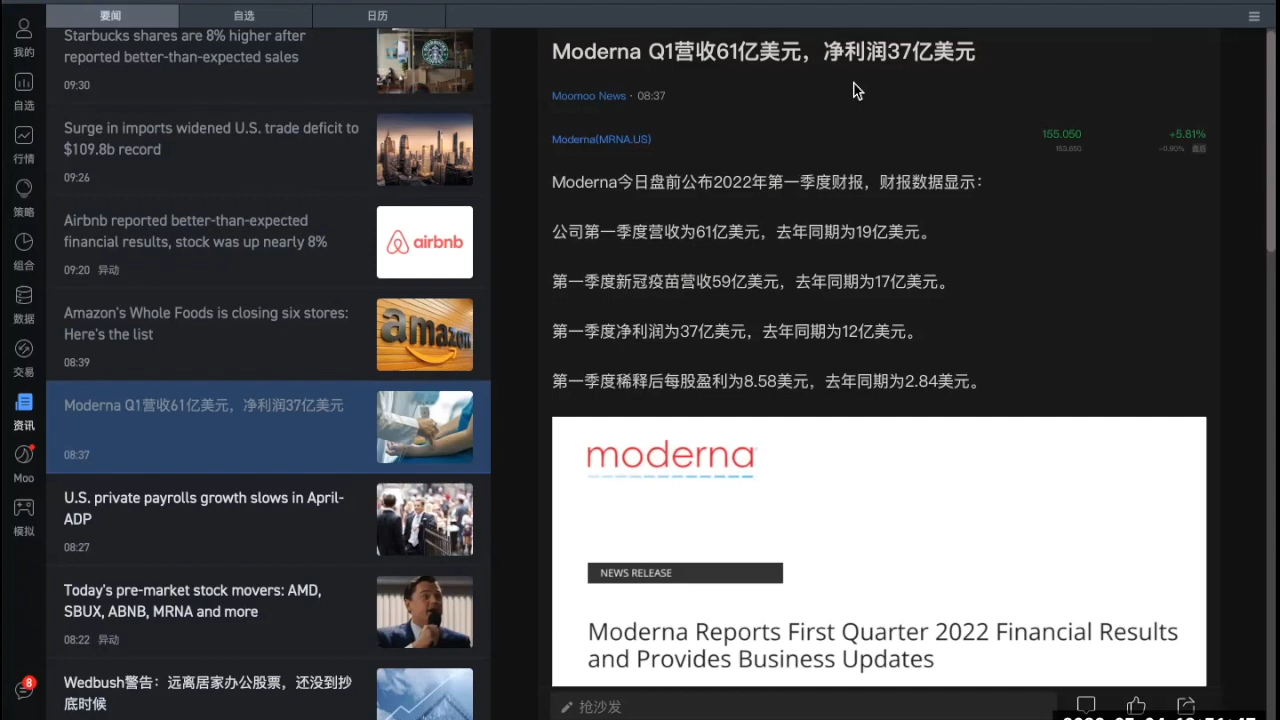 要闻
自选
日历
我的
自选
行情
策略
组合
数据
交易
资讯
Moo
模拟
8
Starbucks shares are 8% higher after
reported better-than-expected sales
09:30
Surge in imports widened U.S. trade deficit to
$109.8b record
09:26
Airbnb reported better-than-expected
financial results, stock was up nearly 8%
09:20 异动
airbnb
Amazon's Whole Foods is closing six stores:
Here's the list
08:39
amazon
Moderna Q1营收61亿美元，净利润37亿美元
08:37
U.S. private payrolls growth slows in April-
ADP
08:27
Today's pre-market stock movers: AMD,
SBUX, ABNB, MRNA and more
08:22 异动
Wedbush警告：远离居家办公股票，还没到抄
底时候
Moderna Q1营收61亿美元，净利润37亿美元
Moomoo News · 08:37
Moderna(MRNA.US)
155.050
+5.81%
153.650
-0.90% 盘后
Moderna今日盘前公布2022年第一季度财报，财报数据显示：
公司第一季度营收为61亿美元，去年同期为19亿美元。
第一季度新冠疫苗营收59亿美元，去年同期为17亿美元。
第一季度净利润为37亿美元，去年同期为12亿美元。
第一季度稀释后每股盈利为8.58美元，去年同期为2.84美元。
moderna
NEWS RELEASE
Moderna Reports First Quarter 2022 Financial Results
and Provides Business Updates
抢沙发